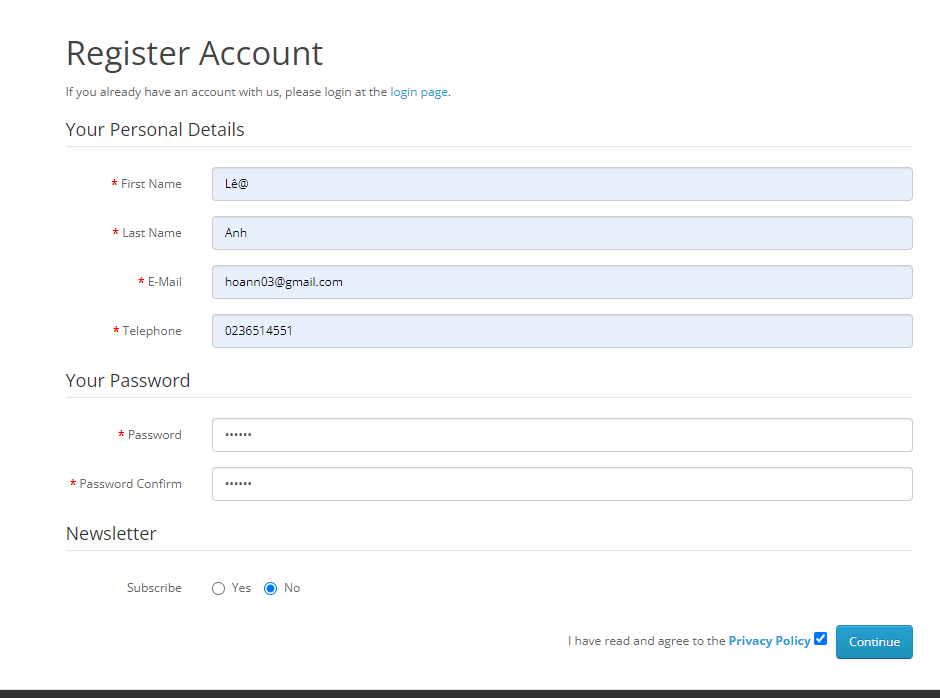 Register Account
If you already have an account with us, please login at the login page.
Your Personal Details
* First Name Lê@
* Last Name Anh
* E-Mail hoann03@gmail.com
* Telephone 0236514551
Your Password
* Password ••••••
* Password Confirm ••••••
Newsletter
Subscribe Yes No
I have read and agree to the Privacy Policy Continue